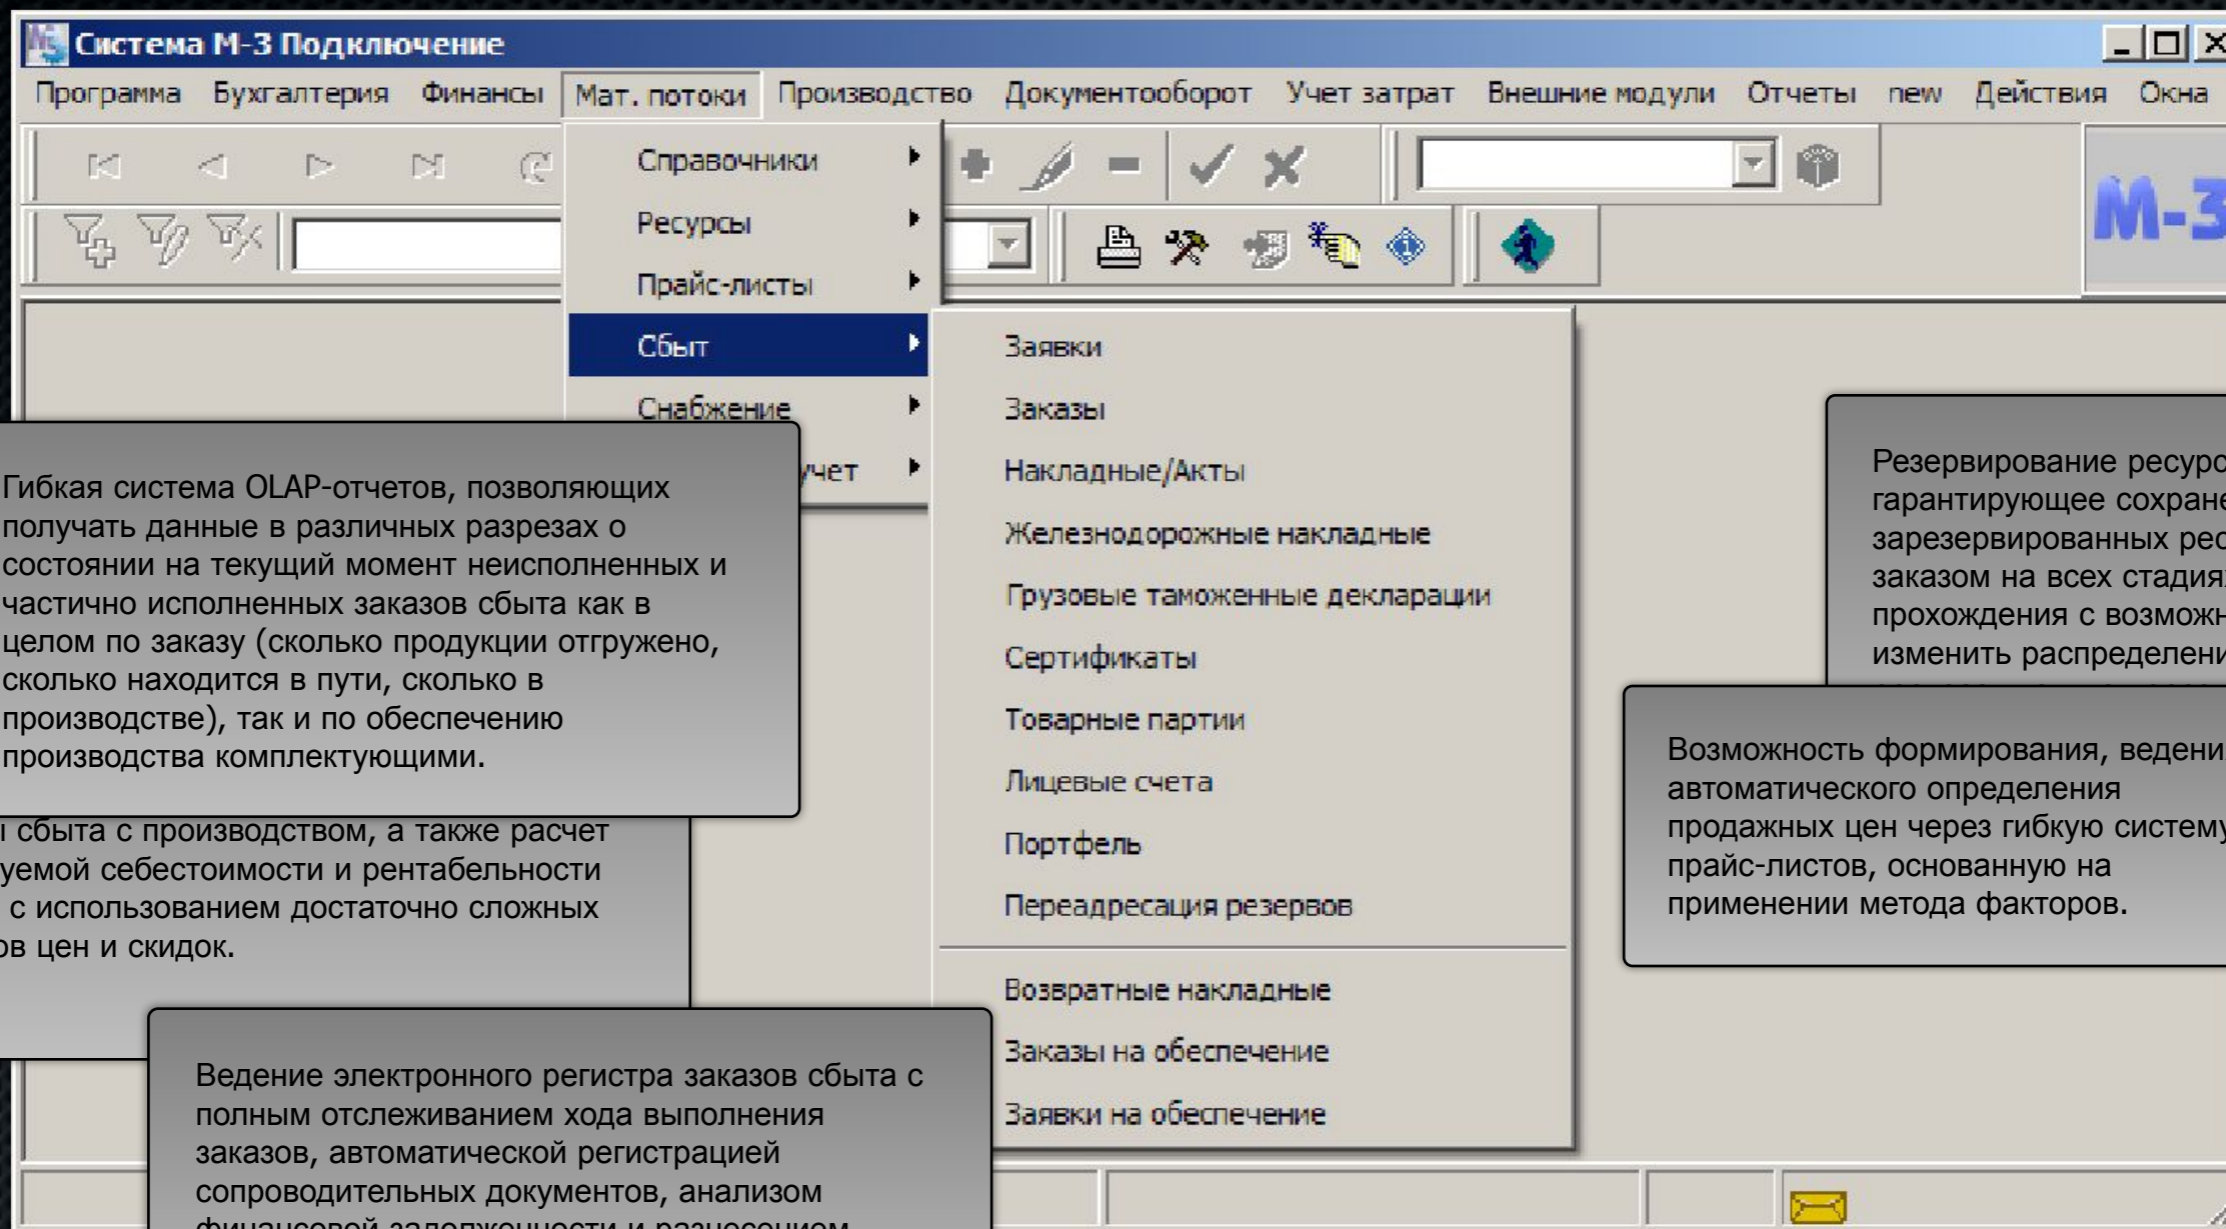 Система М-3 Подключение
Программа Бухгалтерия Финансы Мат. потоки Производство Документооборот Учет затрат Внешние модули Отчеты new Действия Окна
М-3
Справочники
Ресурсы
Прайс-листы
Сбыт
Снабжение
учет
Заявки
Заказы
Накладные/Акты
Железнодорожные накладные
Грузовые таможенные декларации
Сертификаты
Товарные партии
Лицевые счета
Портфель
Переадресация резервов
Возвратные накладные
Заказы на обеспечение
Заявки на обеспечение
Гибкая система OLAP-отчетов, позволяющих
получать данные в различных разрезах о
состоянии на текущий момент неисполненных и
частично исполненных заказов сбыта как в
целом по заказу (сколько продукции отгружено,
сколько находится в пути, сколько в
производстве), так и по обеспечению
производства комплектующими.
сбыта с производством, а также расчет
уемой себестоимости и рентабельности
с использованием достаточно сложных
ов цен и скидок.
Ведение электронного регистра заказов сбыта с
полным отслеживанием хода выполнения
заказов, автоматической регистрацией
сопроводительных документов, анализом
финансовой задолженности и разнесением
Резервирование ресурс
гарантирующее сохране
зарезервированных рес
заказом на всех стадия
прохождения с возможн
изменить распределени
Возможность формирования, ведени
автоматического определения
продажных цен через гибкую систему
прайс-листов, основанную на
применении метода факторов.